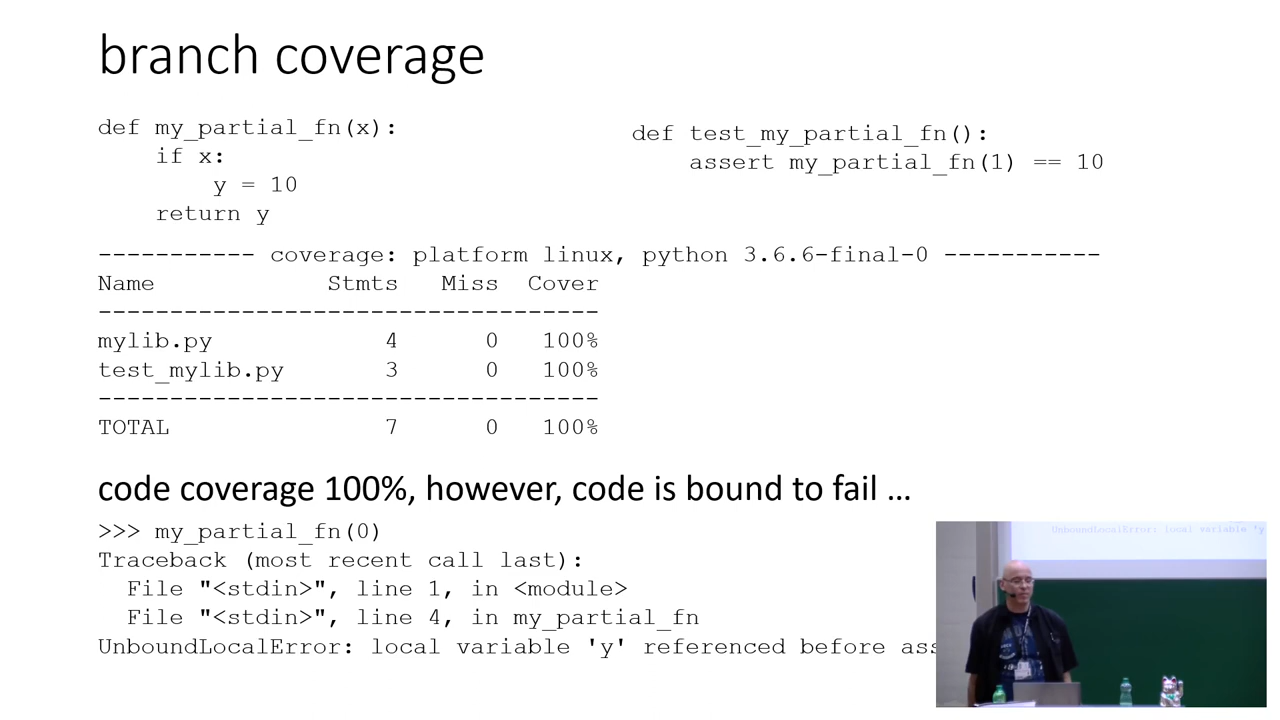 branch coverage
def my_partial_fn(x):
    if x:
        y = 10
    return y
def test_my_partial_fn():
    assert my_partial_fn(1) == 10
----------- coverage: platform linux, python 3.6.6-final-0 -----------
Name              Stmts   Miss  Cover
-----------------------------------
mylib.py              4      0   100%
test_mylib.py         3      0   100%
-----------------------------------
TOTAL                 7      0   100%
code coverage 100%, however, code is bound to fail …
>>> my_partial_fn(0)
Traceback (most recent call last):
  File "<stdin>", line 1, in <module>
  File "<stdin>", line 4, in my_partial_fn
UnboundLocalError: local variable 'y' referenced before ass
UnboundLocalError: local variable 'y